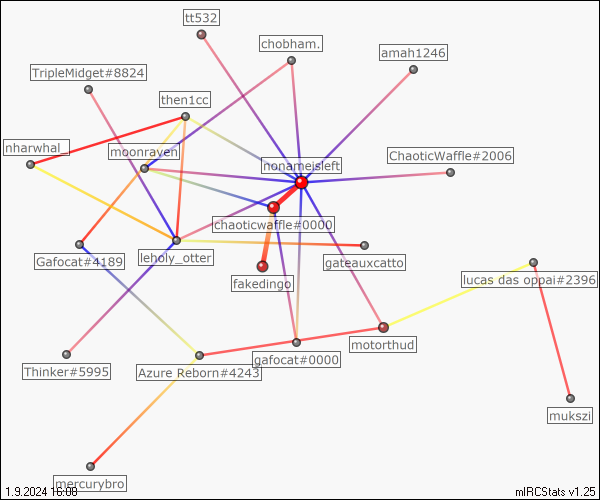 tt532
chobham.
amah1246
TripleMidget#8824
then1cc
nharwhal_
moonraven
ChaoticWaffle#2006
nonameisleft
chaoticwaffle#0000
leholy_otter
Gafocat#4189
gateauxcatto
fakedingo
lucas das oppai#2396
motorthud
gafocat#0000
Thinker#5995
Azure Reborn#4243
mukszi
mercurybro
1.9.2024 16:08
mIRCStats v1.25